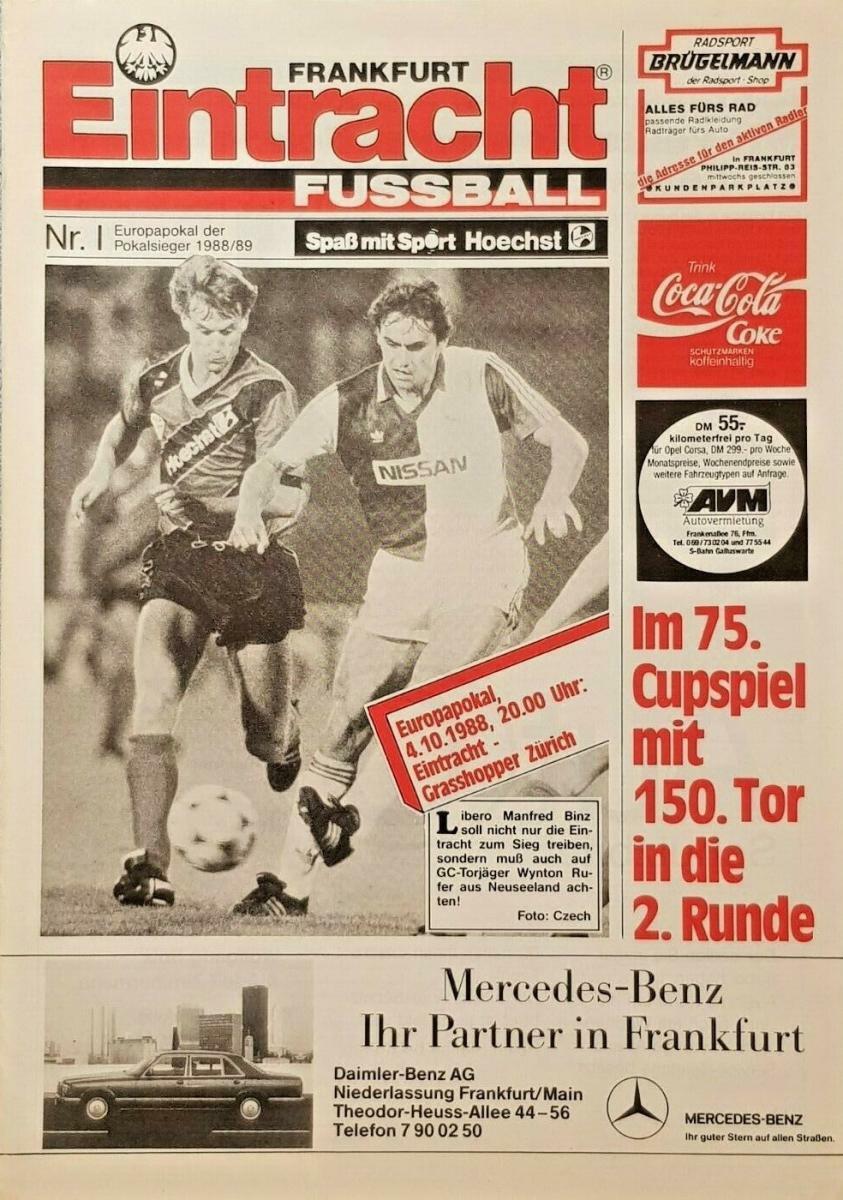 FRANKFURT
Eintracht®
FUSSBALL
Nr. I
Europapokal der
Pokalsieger 1988/89
Spaß mit Sport Hoechst
Hoechst
NISSAN
Europapokal,
4.10.1988, 20.00 Uhr:
Eintracht -
Grasshopper Zürich
Libero Manfred Binz
soll nicht nur die Ein-
tracht zum Sieg treiben,
sondern muß auch auf
GC-Torjäger Wynton Ru-
fer aus Neuseeland ach-
ten!
Foto: Czech
RADSPORT
BRÜGELMANN
der Radsport - Shop
ALLES FÜRS RAD
passende Radkleidung
Radträger fürs Auto
die Adresse für den aktiven Radler
in FRANKFURT
PHILIPP-REIS-STR. 83
mittwochs geschlossen
KUNDENPARKPLATZ
Trink
Coca-Cola
Coke
SCHUTZMARKEN
koffeinhaltig
DM 55,-
kilometerfrei pro Tag
für Opel Corsa, DM 299.- pro Woche
Monatspreise, Wochenendpreise sowie
weitere Fahrzeugtypen auf Anfrage.
AVM
Autovermietung
Frankenallee 76, Ffm.
Tel. 069/730204 und 775544
S-Bahn Galluswarte
Im 75.
Cupspiel
mit
150. Tor
in die
2. Runde
Mercedes-Benz
Ihr Partner in Frankfurt
Daimler-Benz AG
Niederlassung Frankfurt/Main
Theodor-Heuss-Allee 44–56
Telefon 7 90 02 50
MERCEDES-BENZ
Ihr guter Stern auf allen Straßen.